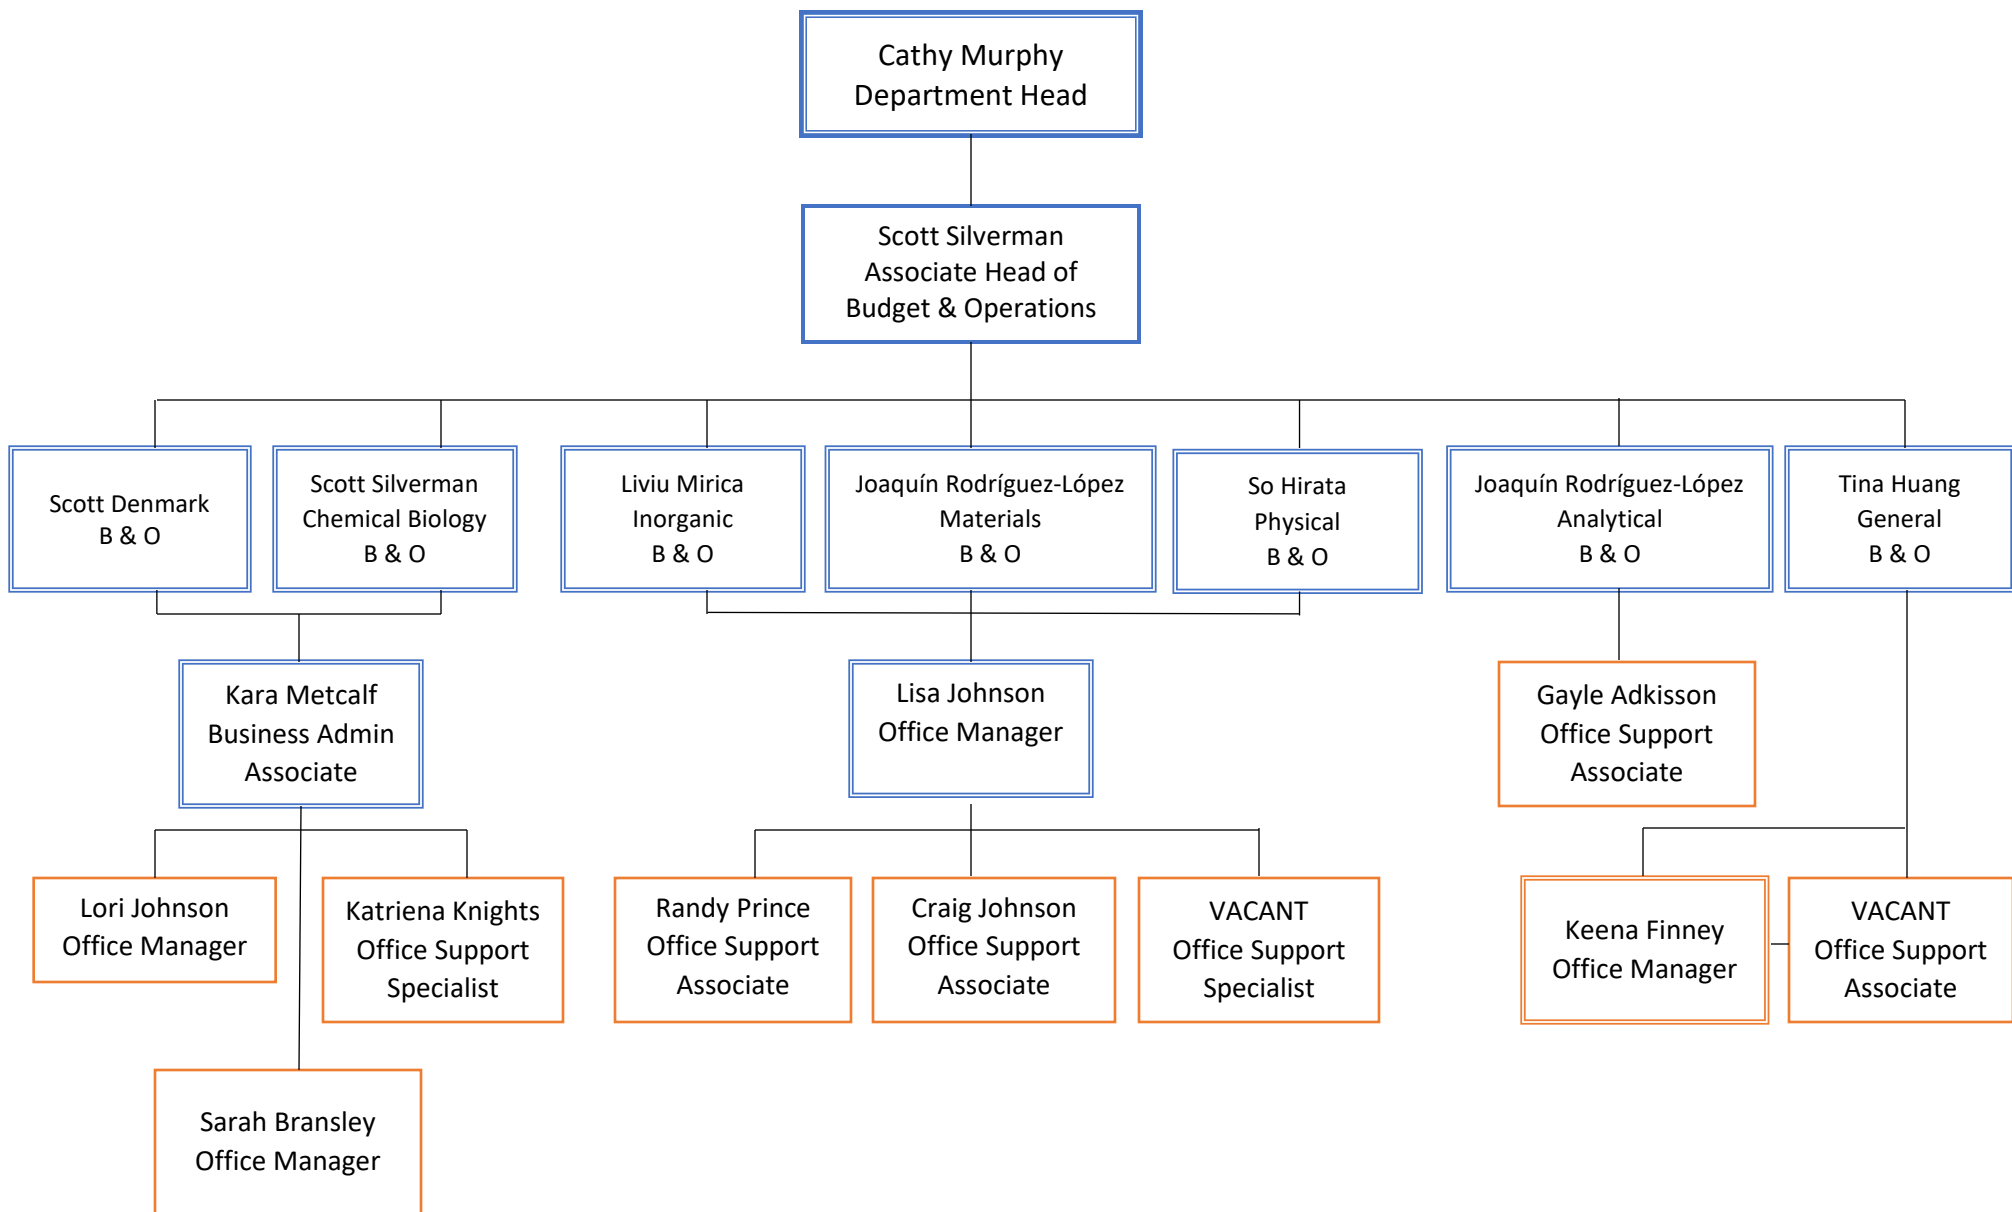 Cathy Murphy
Department Head
Scott Silverman
Associate Head of
Budget & Operations
Scott Denmark
B & O
Scott Silverman
Chemical Biology
B & O
Liviu Mirica
Inorganic
B & O
Joaquín Rodríguez-López
Materials
B & O
So Hirata
Physical
B & O
Joaquín Rodríguez-López
Analytical
B & O
Tina Huang
General
B & O
Kara Metcalf
Business Admin
Associate
Lisa Johnson
Office Manager
Gayle Adkisson
Office Support
Associate
Lori Johnson
Office Manager
Katriena Knights
Office Support
Specialist
Randy Prince
Office Support
Associate
Craig Johnson
Office Support
Associate
VACANT
Office Support
Specialist
Keena Finney
Office Manager
VACANT
Office Support
Associate
Sarah Bransley
Office Manager